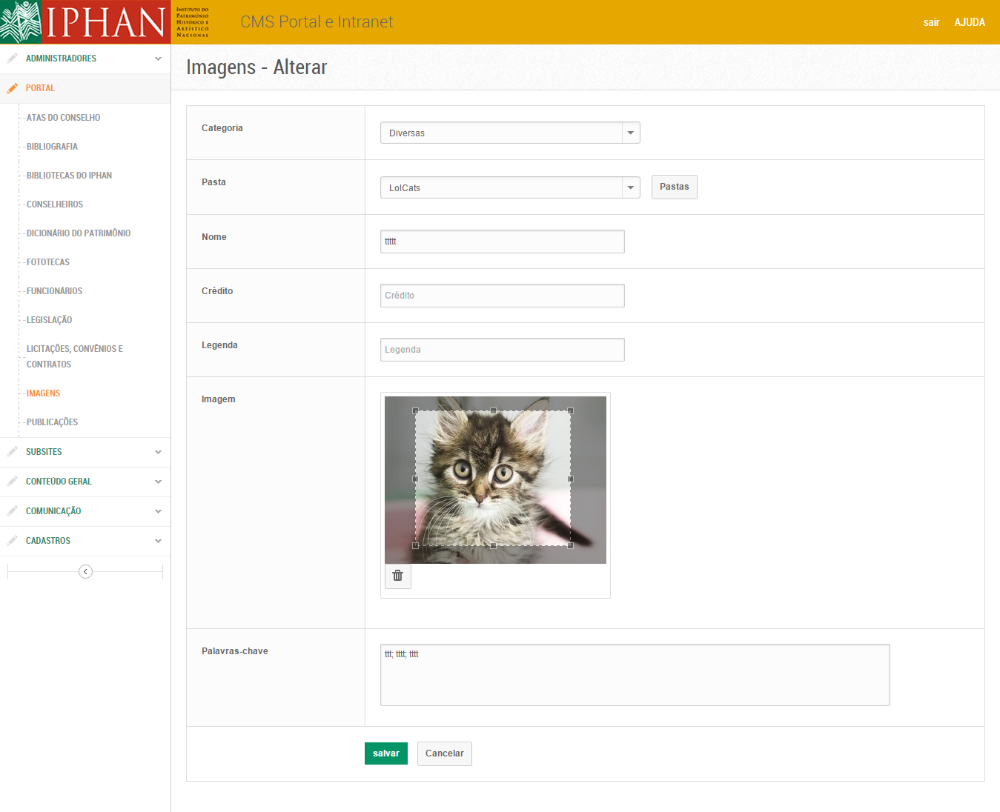 IPHAN
INSTITUTO DO
PATRIMÔNIO
HISTÓRICO E
ARTÍSTICO
NACIONAL
CMS Portal e Intranet
sair AJUDA
ADMINISTRADORES
PORTAL
ATAS DO CONSELHO
BIBLIOGRAFIA
BIBLIOTECAS DO IPHAN
CONSELHEIROS
DICIONÁRIO DO PATRIMÔNIO
FOTOTECAS
FUNCIONÁRIOS
LEGISLAÇÃO
LICITAÇÕES, CONVÊNIOS E
CONTRATOS
IMAGENS
PUBLICAÇÕES
SUBSITES
CONTEÚDO GERAL
COMUNICAÇÃO
CADASTROS
Imagens - Alterar
Categoria
Diversas
Pasta
LolCats
Pastas
Nome
ttttt
Crédito
Crédito
Legenda
Legenda
Imagem
Palavras-chave
ttt; tttt; tttt
salvar
Cancelar